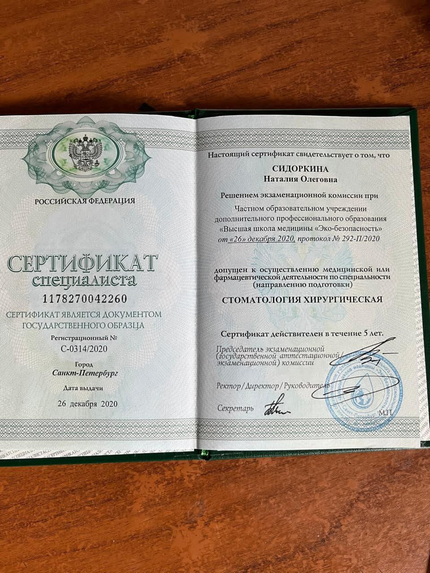 РОССИЙСКАЯ ФЕДЕРАЦИЯ
СЕРТИФИКАТ
специалиста
1178270042260
СЕРТИФИКАТ ЯВЛЯЕТСЯ ДОКУМЕНТОМ
ГОСУДАРСТВЕННОГО ОБРАЗЦА
Регистрационный №
С-0314/2020
Город
Санкт-Петербург
Дата выдачи
26 декабря 2020
Настоящий сертификат свидетельствует о том, что
СИДОРКИНА
Наталия Олеговна
Решением экзаменационной комиссии при
Частном образовательном учреждении
дополнительного профессионального образования
«Высшая школа медицины «Эко-безопасность»
от «26» декабря 2020, протокол № 292-П/2020
допущен к осуществлению медицинской или
фармацевтической деятельности по специальности
(направлению подготовки)
СТОМАТОЛОГИЯ ХИРУРГИЧЕСКАЯ
Сертификат действителен в течение 5 лет.
Председатель экзаменационной
(государственной аттестационной/
экзаменационной) комиссии
Ректор/Директор/Руководитель
Секретарь
М.П.